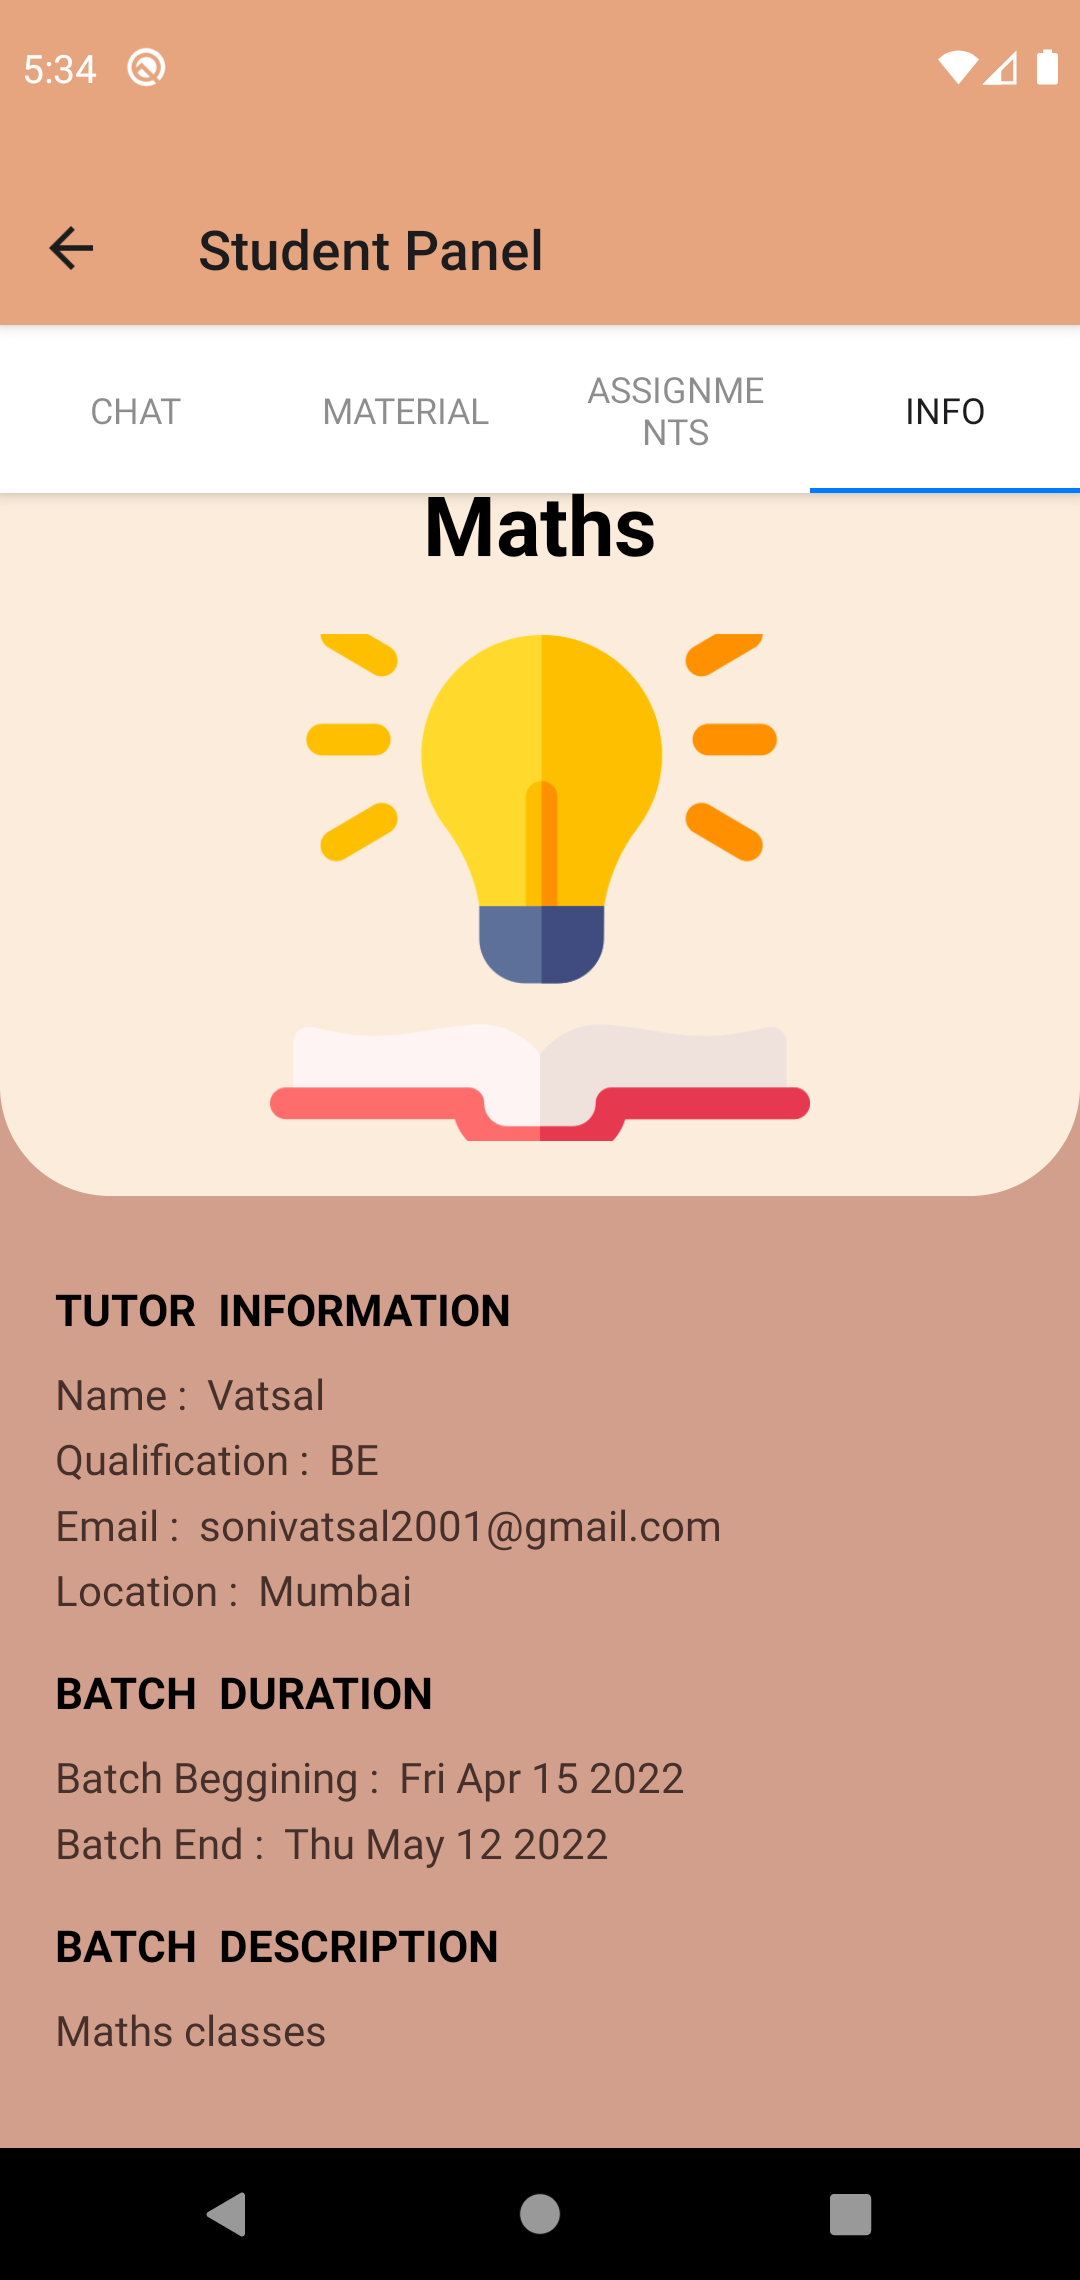 5:34
Student Panel
CHAT
MATERIAL
ASSIGNME
NTS
INFO
Maths
TUTOR INFORMATION
Name : Vatsal
Qualification : BE
Email : sonivatsal2001@gmail.com
Location : Mumbai
BATCH DURATION
Batch Beggining : Fri Apr 15 2022
Batch End : Thu May 12 2022
BATCH DESCRIPTION
Maths classes